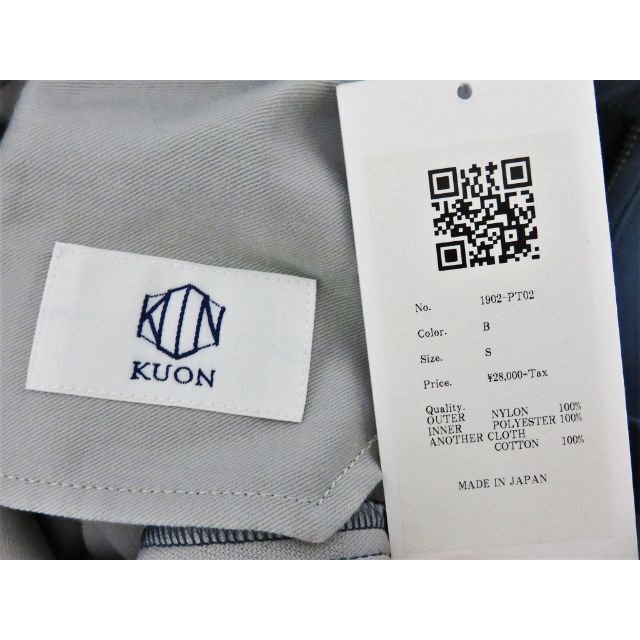 KUON
KUON
No. 1902-PT02
Color. B
Size. S
Price. ¥28,000+Tax
Quality.
OUTER NYLON 100%
INNER POLYESTER 100%
ANOTHER CLOTH
COTTON 100%
MADE IN JAPAN